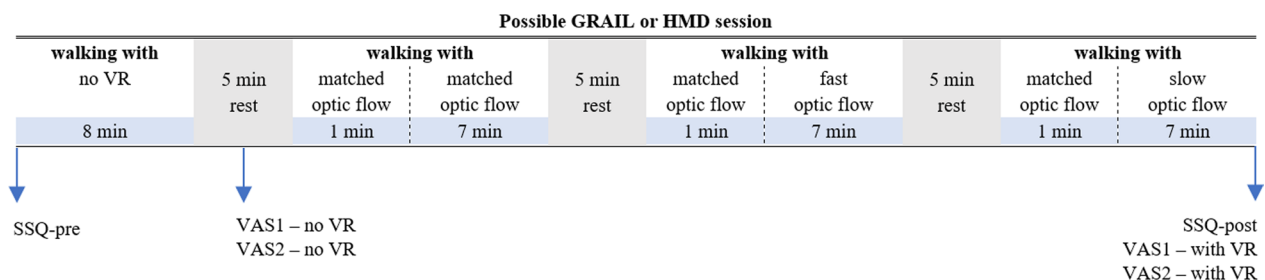 Possible GRAIL or HMD session
walking with
no VR
8 min
5 min
rest
walking with
matched
optic flow
1 min
matched
optic flow
7 min
5 min
rest
walking with
matched
optic flow
1 min
fast
optic flow
7 min
5 min
rest
walking with
matched
optic flow
1 min
slow
optic flow
7 min
SSQ-pre
VAS1 – no VR
VAS2 – no VR
SSQ-post
VAS1 – with VR
VAS2 – with VR